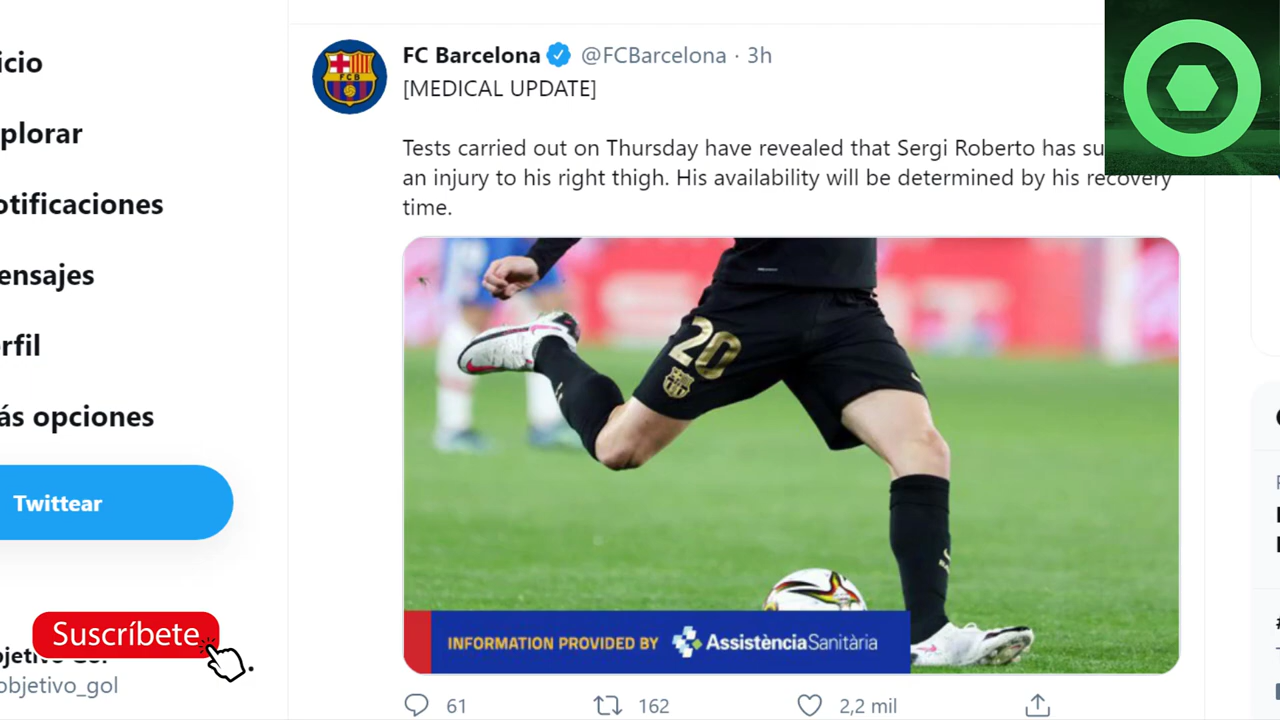 FC Barcelona @FCBarcelona · 3h
[MEDICAL UPDATE]
Tests carried out on Thursday have revealed that Sergi Roberto has su
an injury to his right thigh. His availability will be determined by his recovery
time.
icio
plorar
otificaciones
ensajes
rfil
ás opciones
Twittear
Suscríbete
objetivo_gol
FCB
20
INFORMATION PROVIDED BY AssistènciaSanitària
61 162 2,2 mil